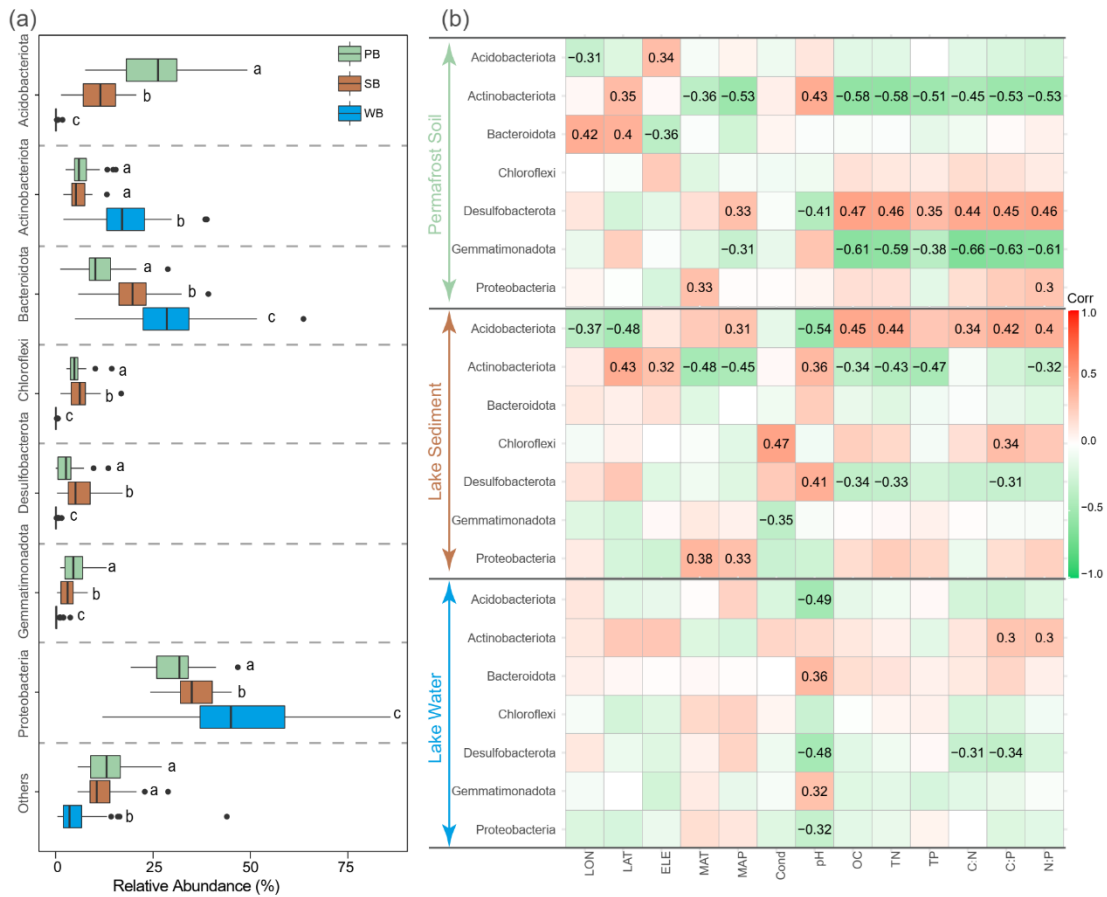 (a)
PB
SB
WB
Acidobacteriota
a
b
c
Actinobacteriota
a
a
b
Bacteroidota
a
b
c
Chloroflexi
a
b
c
Desulfobacterota
a
b
c
Gemmatimonadota
a
b
c
Proteobacteria
a
b
c
Others
a
a
b
0 25 50 75
Relative Abundance (%)
(b)
Permafrost Soil
Acidobacteriota −0.31 0.34
Actinobacteriota 0.35 −0.36 −0.53 0.43 −0.58 −0.58 −0.51 −0.45 −0.53 −0.53
Bacteroidota 0.42 0.4 −0.36
Chloroflexi
Desulfobacterota 0.33 −0.41 0.47 0.46 0.35 0.44 0.45 0.46
Gemmatimonadota −0.31 −0.61 −0.59 −0.38 −0.66 −0.63 −0.61
Proteobacteria 0.33 0.3
Lake Sediment
Acidobacteriota −0.37 −0.48 0.31 −0.54 0.45 0.44 0.34 0.42 0.4
Actinobacteriota 0.43 0.32 −0.48 −0.45 0.36 −0.34 −0.43 −0.47 −0.32
Bacteroidota
Chloroflexi 0.47 0.34
Desulfobacterota 0.41 −0.34 −0.33 −0.31
Gemmatimonadota −0.35
Proteobacteria 0.38 0.33
Lake Water
Acidobacteriota −0.49
Actinobacteriota 0.3 0.3
Bacteroidota 0.36
Chloroflexi
Desulfobacterota −0.48 −0.31 −0.34
Gemmatimonadota 0.32
Proteobacteria −0.32
LON LAT ELE MAT MAP Cond pH OC TN TP C:N C:P N:P
Corr
1.0
0.5
0.0
−0.5
−1.0